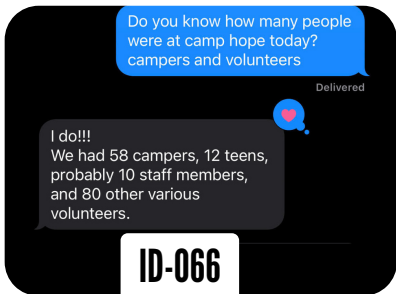 Do you know how many people
were at camp hope today?
campers and volunteers
Delivered
I do!!!
We had 58 campers, 12 teens,
probably 10 staff members,
and 80 other various
volunteers.
ID-066